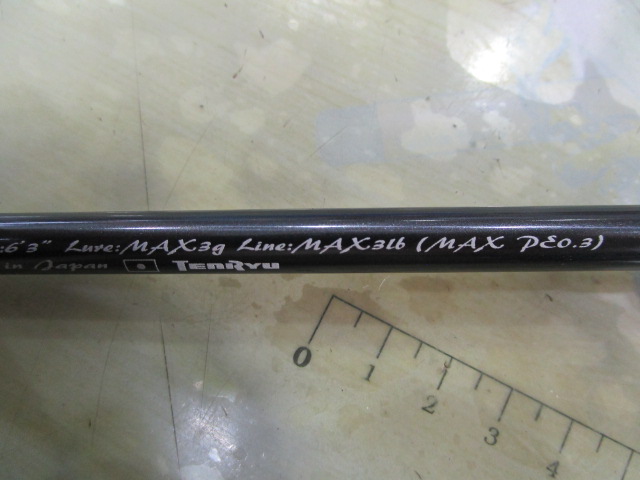 :6'3" Lure:MAX3g Line:MAX3lb (MAX PE0.3)
in Japan TENRYU
0 1 2 3 4